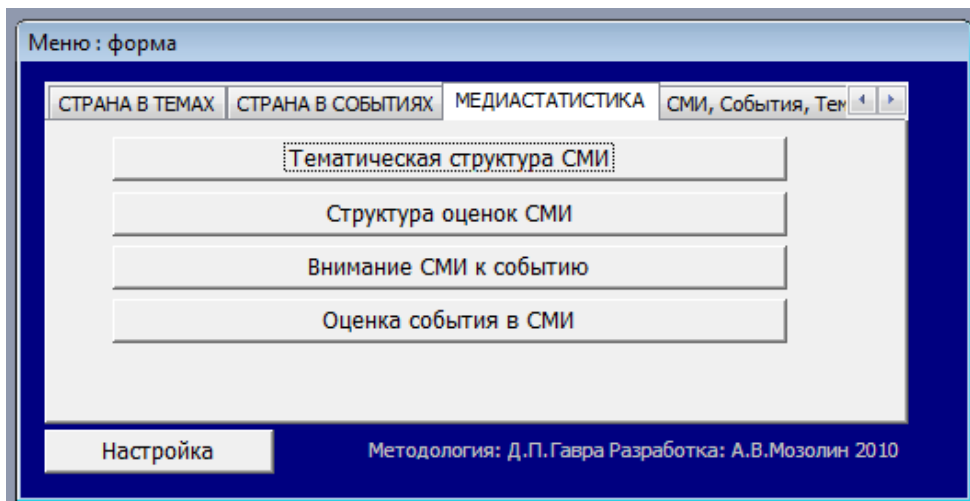 Меню : форма
СТРАНА В ТЕМАХ СТРАНА В СОБЫТИЯХ МЕДИАСТАТИСТИКА СМИ, События, Тем
Тематическая структура СМИ
Структура оценок СМИ
Внимание СМИ к событию
Оценка события в СМИ
Настройка Методология: Д.П.Гавра Разработка: А.В.Мозолин 2010